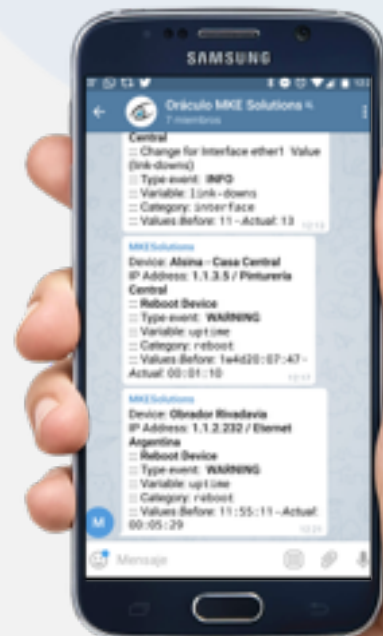 SAMSUNG
Oráculo MKE Solutions
7 miembros
Central
:: Change for Interface ether1 Value
(link-downs)
:: Type event: INFO
:: Variable: link-downs
:: Category: interface
:: Values Before: 11 - Actual: 13
MKESolutions
Device: Alsina - Casa Central
IP Address: 1.1.3.5 / Pinturería
Central
:: Reboot Device
:: Type event: WARNING
:: Variable: uptime
:: Category: reboot
:: Values Before: 1w4d20:07:47 -
Actual: 00:01:10
MKESolutions
Device: Obrador Rivadavia
IP Address: 1.1.2.232 / Eternet
Argentina
:: Reboot Device
:: Type event: WARNING
:: Variable: uptime
:: Category: reboot
:: Values Before: 11:55:11 - Actual:
00:05:29
M
Mensaje